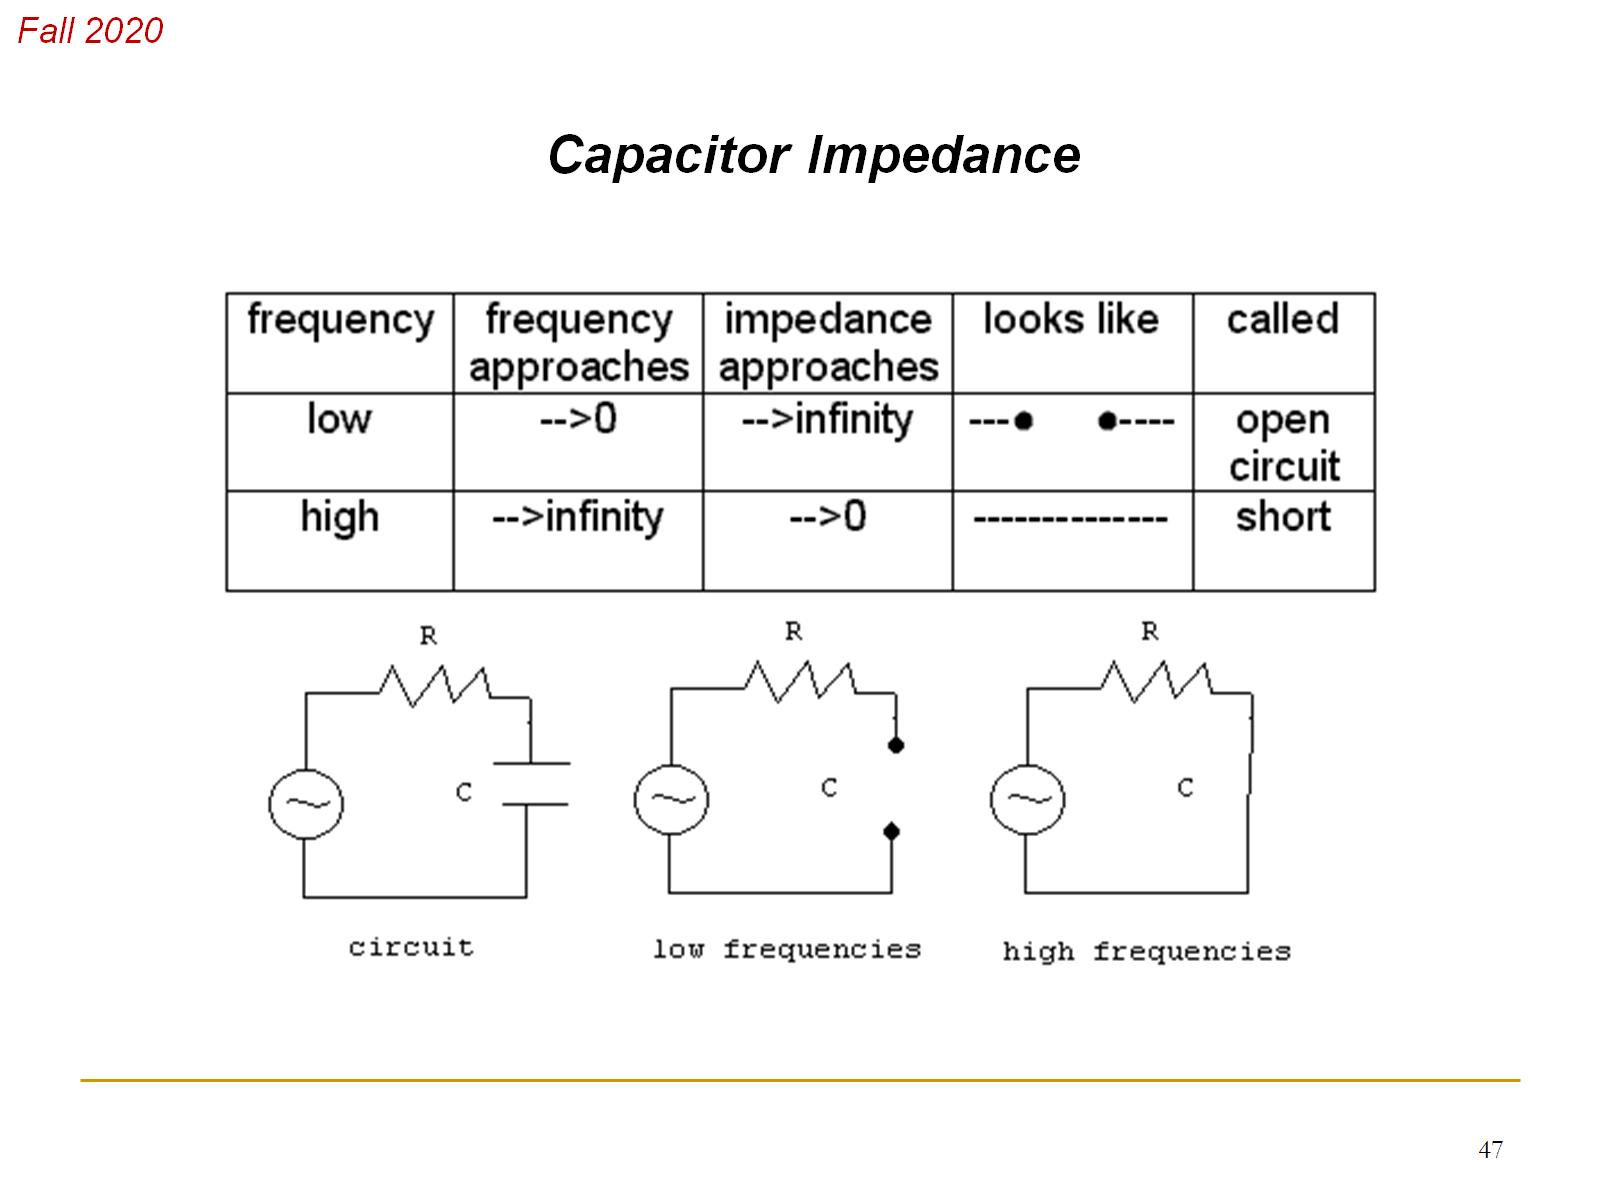 Fall 2020
Capacitor Impedance
frequency frequency approaches impedance approaches looks like called
low -->0 -->infinity ---● ●---- open circuit
high -->infinity -->0 ------------- short
R R R
C C C
circuit low frequencies high frequencies
47